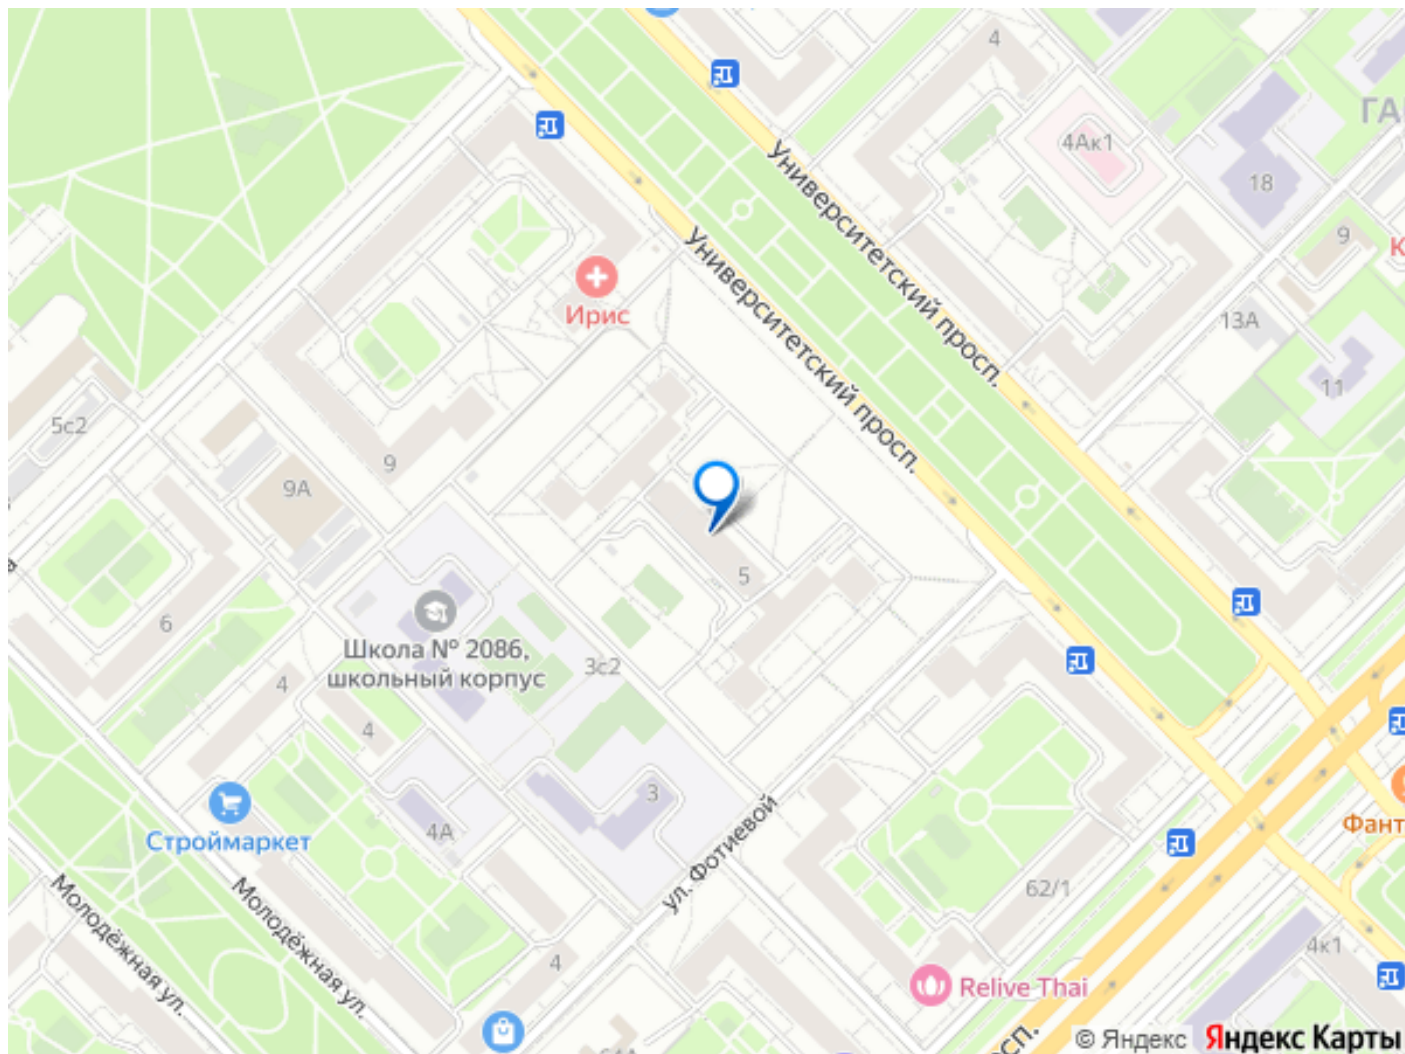 4
ГА
4Ак1
18
Университетский просп.
Университетский просп.
9
К
Ирис
13А
11
5с2
9
9А
5
6
Школа № 2086,
школьный корпус
3с2
4
4
Строймаркет
4А
3
Фант
ул. Фотиевой
62/1
Молодёжная ул.
Молодёжная ул.
4
4к1
Relive Thai
сп.
© Яндекс Яндекс Карты